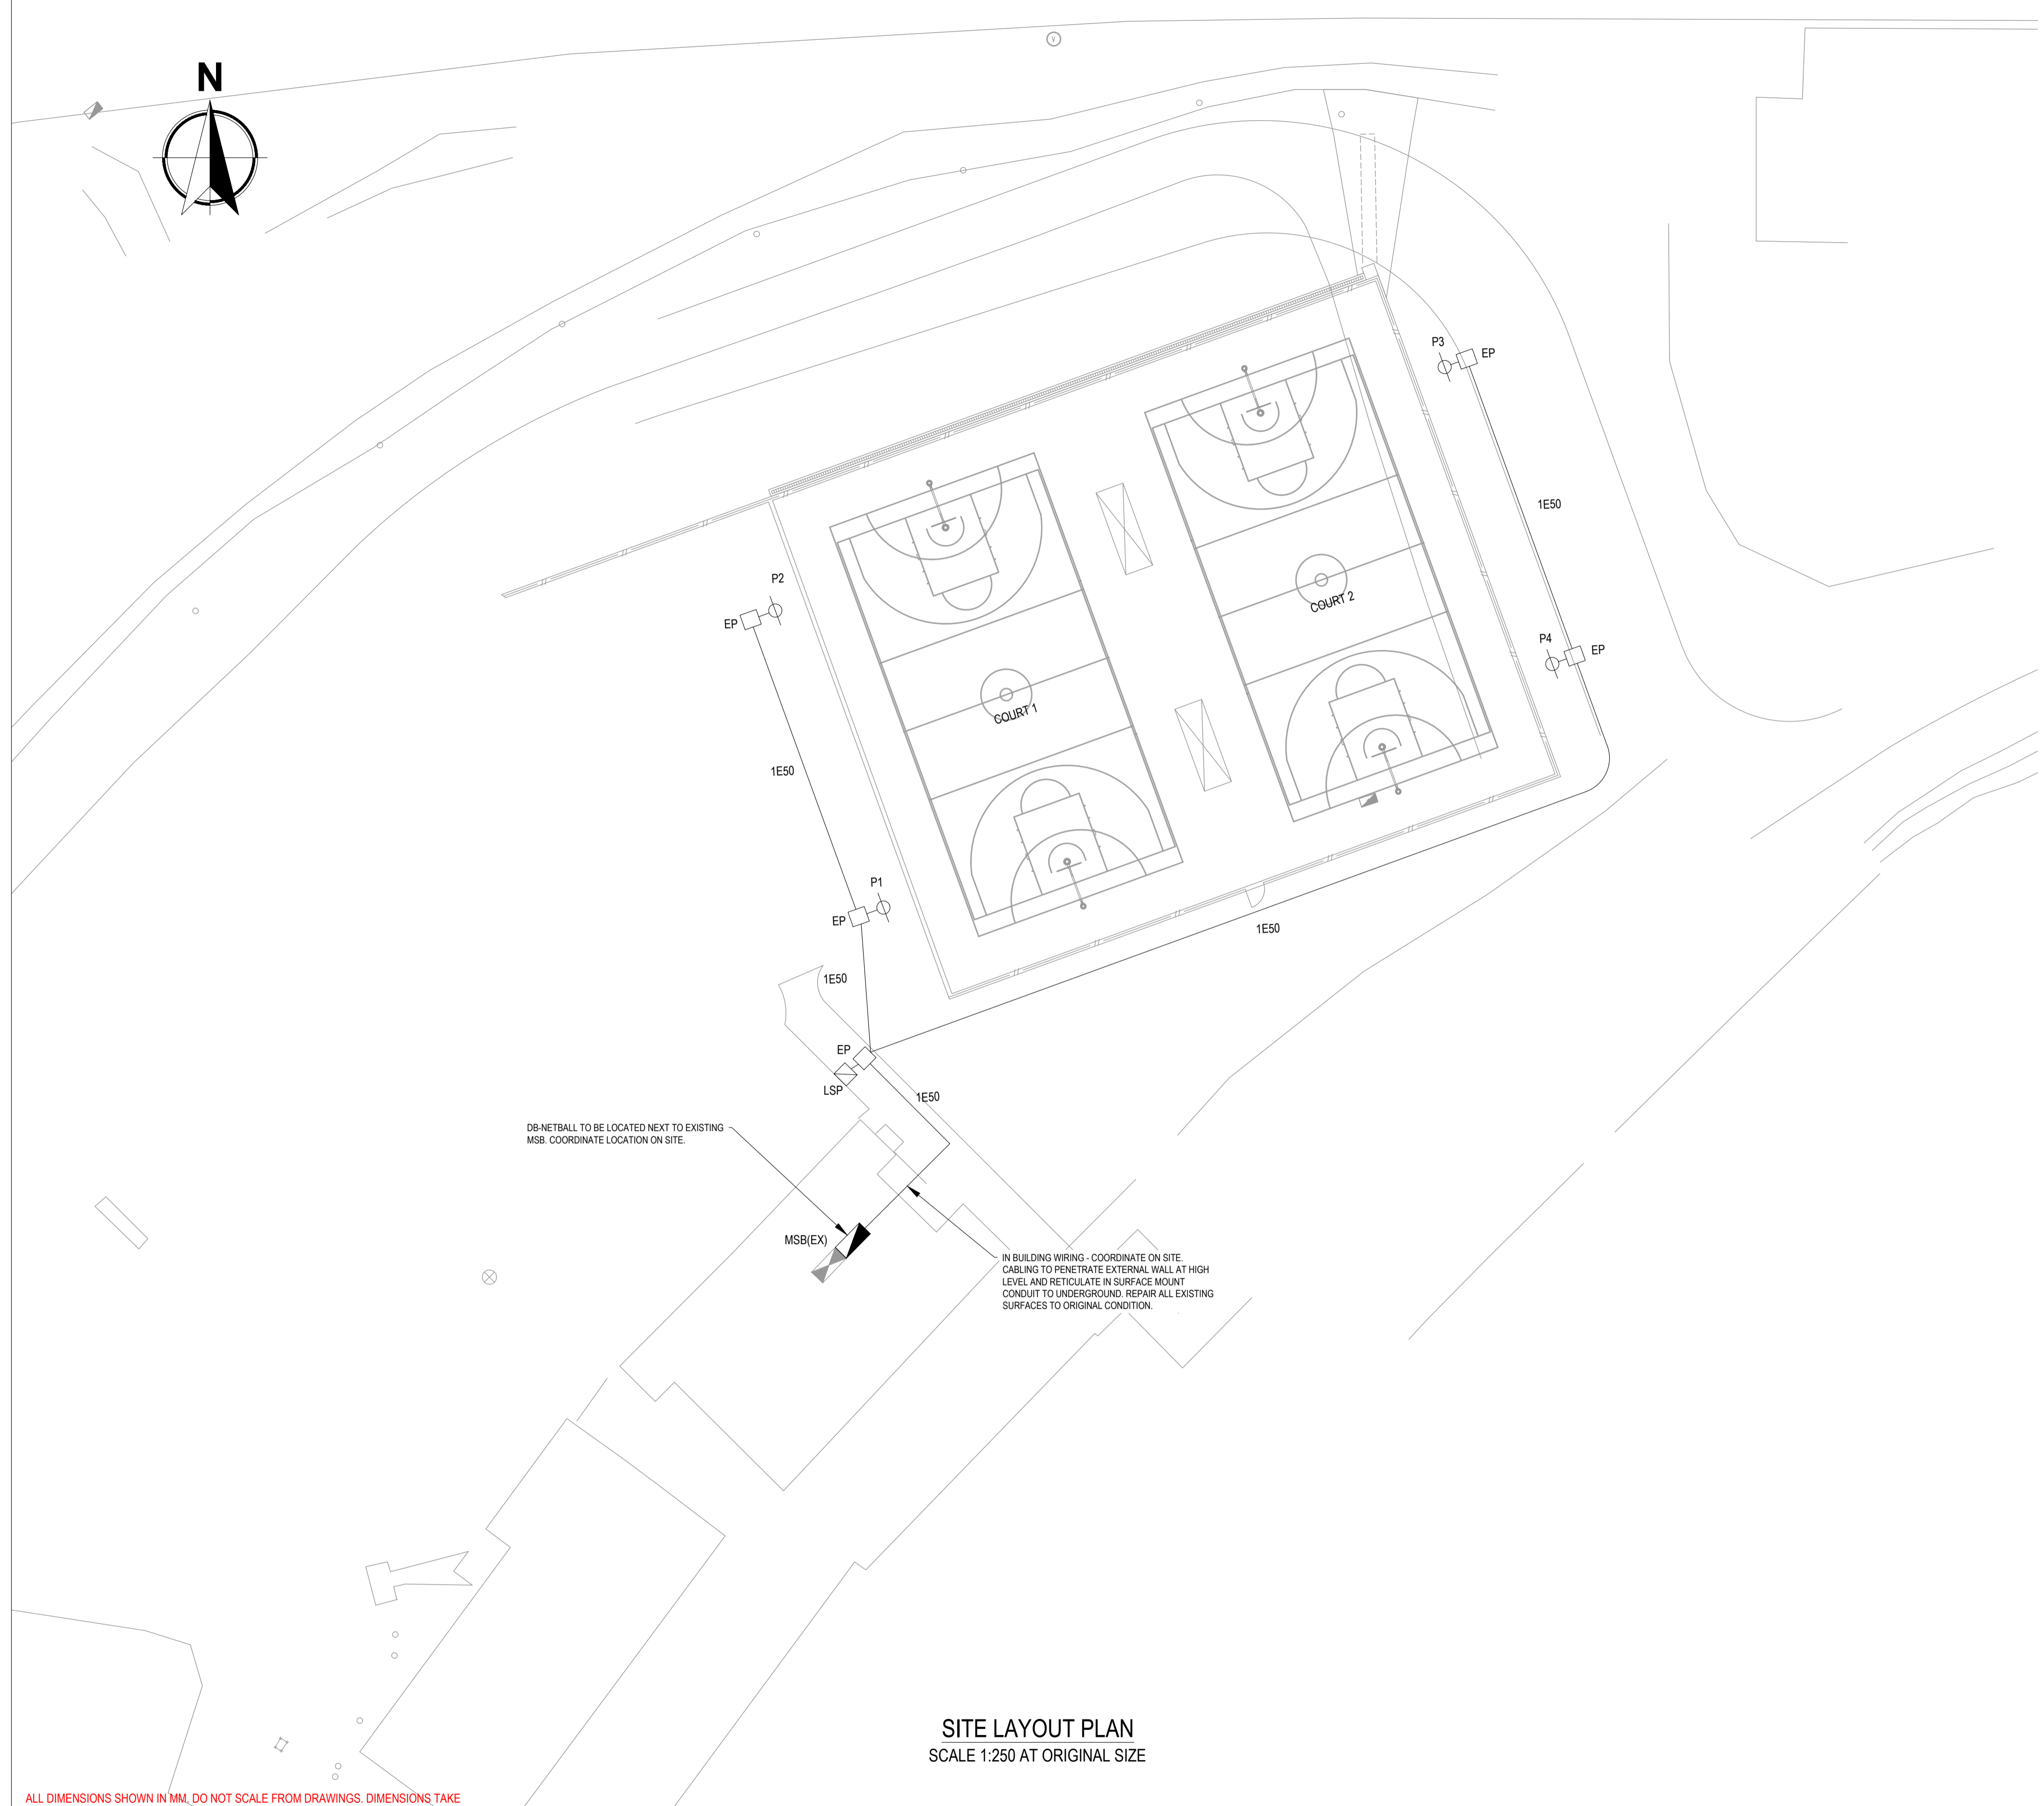 N
V
P3
EP
1E50
P2
EP
COURT 2
P4
EP
COURT 1
1E50
P1
EP
1E50
1E50
EP
LSP
1E50
DB-NETBALL TO BE LOCATED NEXT TO EXISTING
MSB. COORDINATE LOCATION ON SITE.
MSB(EX)
IN BUILDING WIRING - COORDINATE ON SITE.
CABLING TO PENETRATE EXTERNAL WALL AT HIGH
LEVEL AND RETICULATE IN SURFACE MOUNT
CONDUIT TO UNDERGROUND. REPAIR ALL EXISTING
SURFACES TO ORIGINAL CONDITION.
SITE LAYOUT PLAN
SCALE 1:250 AT ORIGINAL SIZE
ALL DIMENSIONS SHOWN IN MM. DO NOT SCALE FROM DRAWINGS. DIMENSIONS TAKE